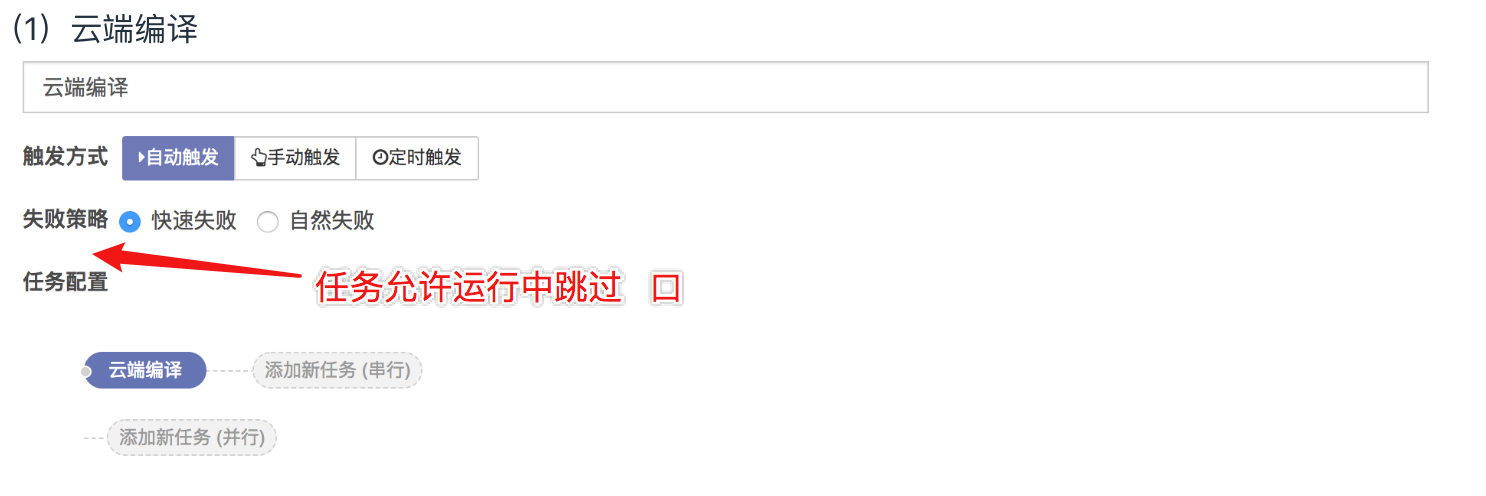 (1) 云端编译
云端编译
触发方式 自动触发 手动触发 定时触发
失败策略 快速失败 自然失败
任务配置
任务允许运行中跳过 口
云端编译 添加新任务 (串行)
添加新任务 (并行)